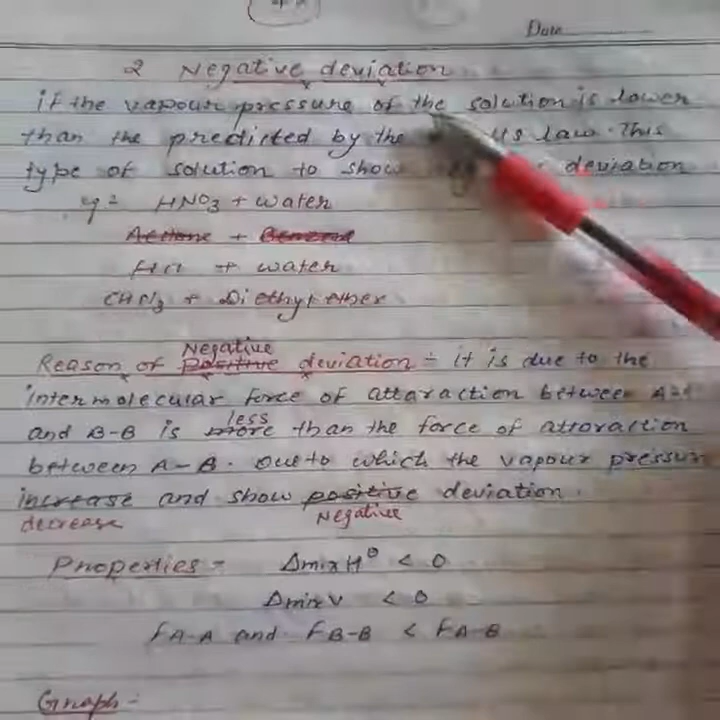 Date
2 Negative deviation
if the vapour pressure of the solution is lower
than the predicted by the law. This
type of solution to show deviation
eg = HNO3 + water
Acetone + Benzene
HCl + water
CHCl3 + Diethyl ether
Negative
Reason of positive deviation = it is due to the
intermolecular force of attaraction between A-A
less
and B-B is more than the force of attoraction
between A-B. Due to which the vapour pressure
increase and show positive deviation.
decrease Negative
Properties = ΔmixH° < 0
ΔmixV < 0
FA-A and FB-B < FA-B
Graph -